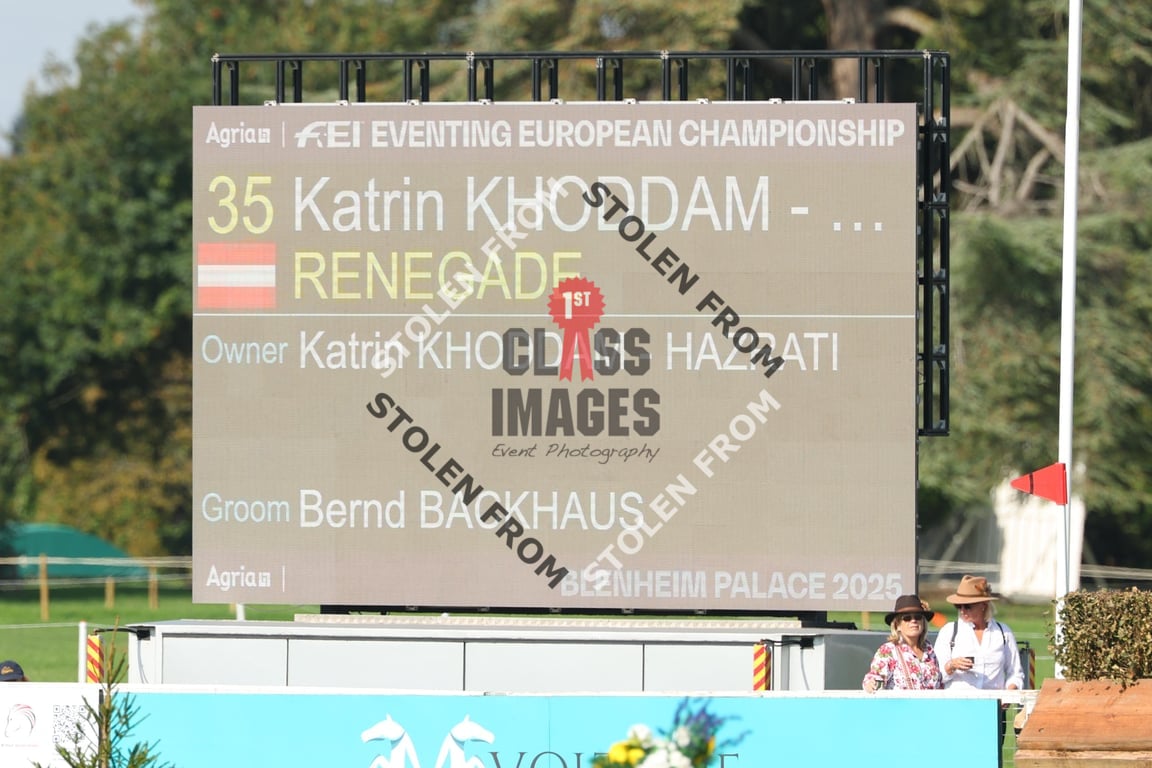 Agria | FEI EVENTING EUROPEAN CHAMPIONSHIP
35 Katrin KHODDAM - ...
RENEGADE
Owner Katrin KHODDAM - HAZRATI
Groom Bernd BACKHAUS
Agria | BLENHEIM PALACE 2025
STOLEN FROM
STOLEN FROM
1ST
CLASS
IMAGES
Event Photography
STOLEN FROM
STOLEN FROM